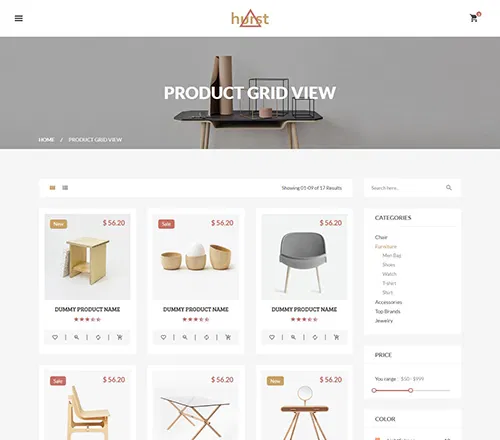 hurst
PRODUCT GRID VIEW
HOME / PRODUCT GRID VIEW
Showing 01-09 of 17 Results
Search here..
New
$ 56.20
Sale
$ 56.20
$ 56.20
DUMMY PRODUCT NAME
DUMMY PRODUCT NAME
DUMMY PRODUCT NAME
CATEGORIES
Chair
Furniture
Men Bag
Shoes
Watch
T-shirt
Shirt
Accessories
Top Brands
Jewelry
PRICE
You range : $50 - $999
Sale
$ 56.20
$ 56.20
New
$ 56.20
COLOR